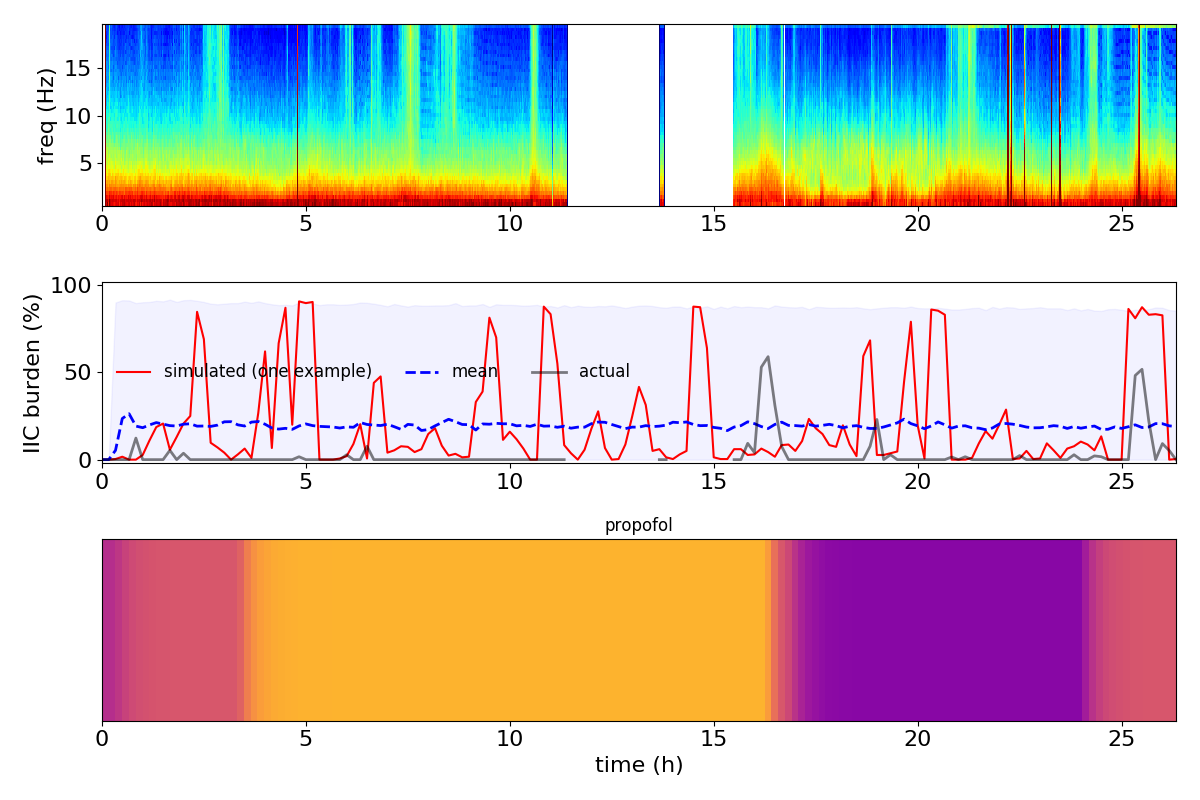 freq (Hz)
15
10
5
0 5 10 15 20 25
IIC burden (%)
100
50
0
simulated (one example) mean actual
0 5 10 15 20 25
propofol
0 5 10 15 20 25
time (h)